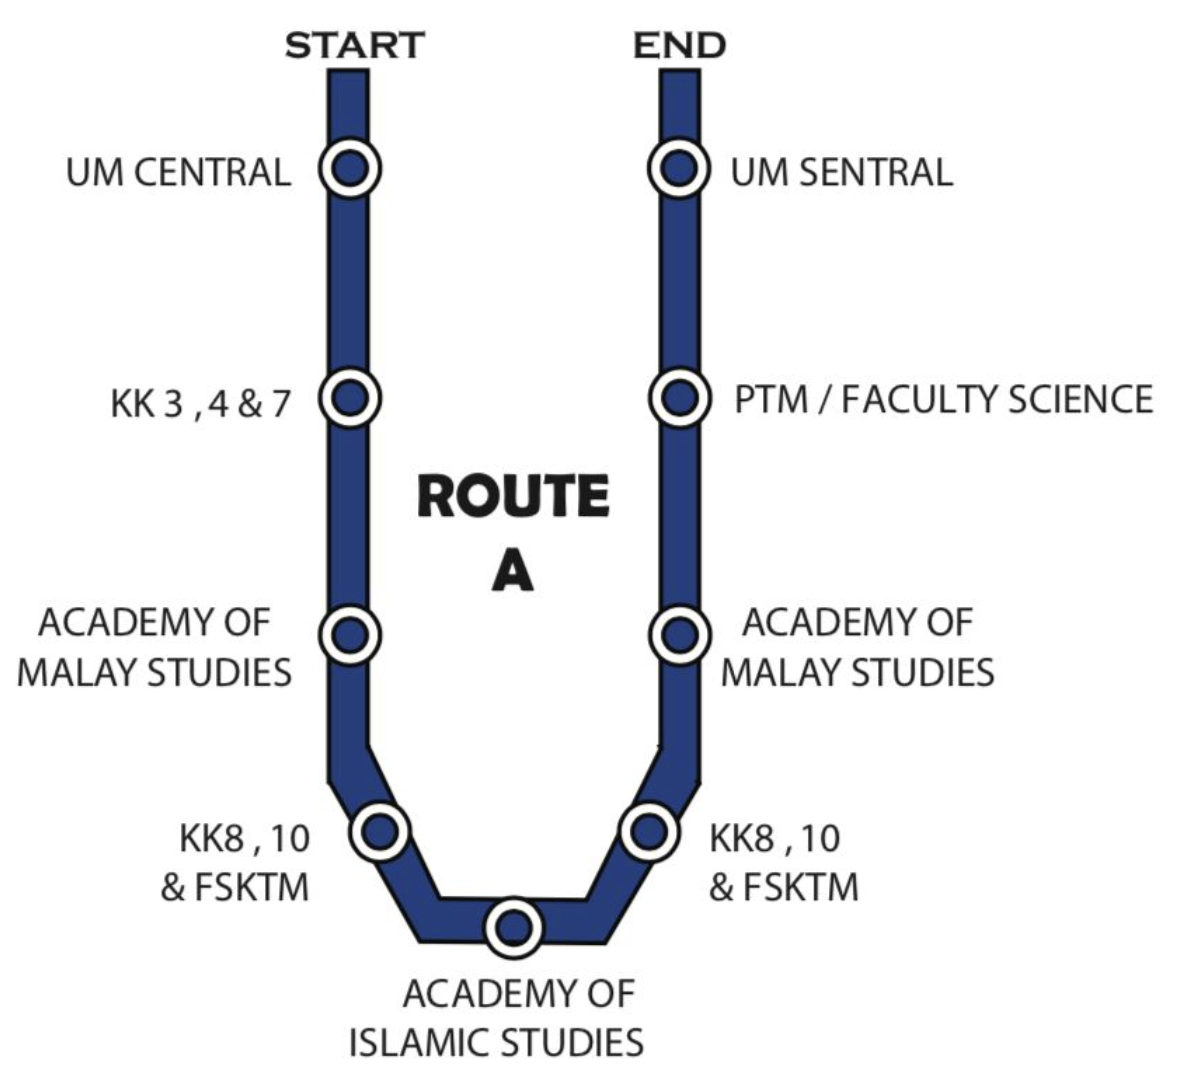 START
END
UM CENTRAL
UM SENTRAL
KK 3 , 4 & 7
PTM / FACULTY SCIENCE
ROUTE
A
ACADEMY OF
MALAY STUDIES
ACADEMY OF
MALAY STUDIES
KK8 , 10
& FSKTM
KK8 , 10
& FSKTM
ACADEMY OF
ISLAMIC STUDIES